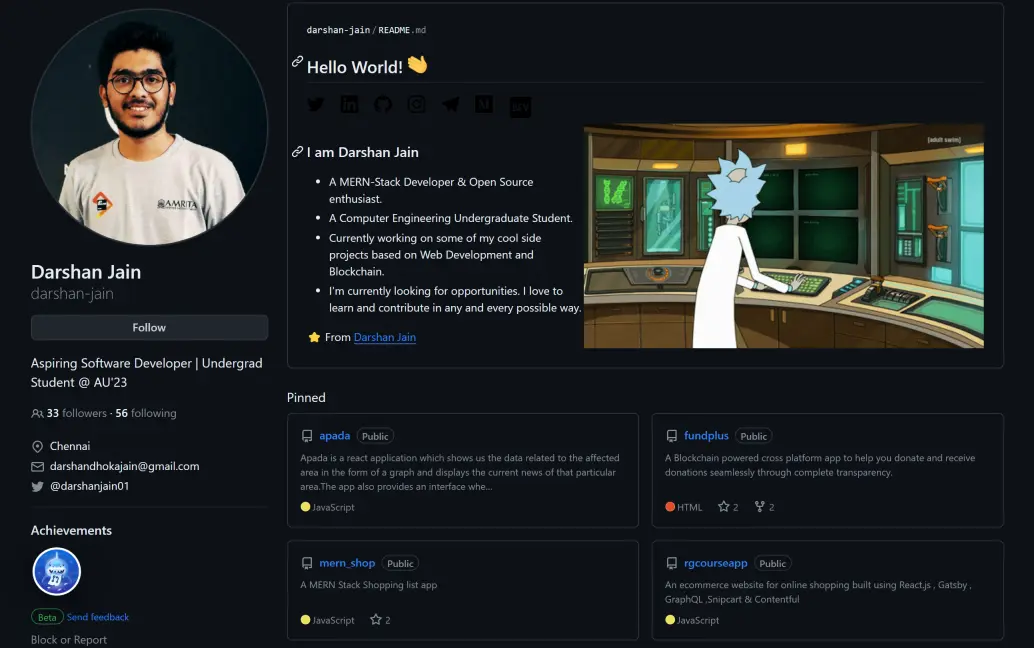 AMRITA
Darshan Jain
darshan-jain
Follow
Aspiring Software Developer | Undergrad
Student @ AU'23
33 followers · 56 following
Chennai
darshandhokajain@gmail.com
@darshanjain01
Achievements
Beta Send feedback
Block or Report
darshan-jain/README.md
Hello World! 👋
I am Darshan Jain
• A MERN-Stack Developer & Open Source
enthusiast.
• A Computer Engineering Undergraduate Student.
• Currently working on some of my cool side
projects based on Web Development and
Blockchain.
• I'm currently looking for opportunities. I love to
learn and contribute in any and every possible way.
⭐ From Darshan Jain
[adult swim]
Pinned
apada Public
Apada is a react application which shows us the data related to the affected
area in the form of a graph and displays the current news of that particular
area.The app also provides an interface whe...
JavaScript
fundplus Public
A Blockchain powered cross platform app to help you donate and receive
donations seamlessly through complete transparency.
HTML 2 2
mern_shop Public
A MERN Stack Shopping list app
JavaScript 2
rgcourseapp Public
An ecommerce website for online shopping built using React.js , Gatsby ,
GraphQL ,Snipcart & Contentful
JavaScript